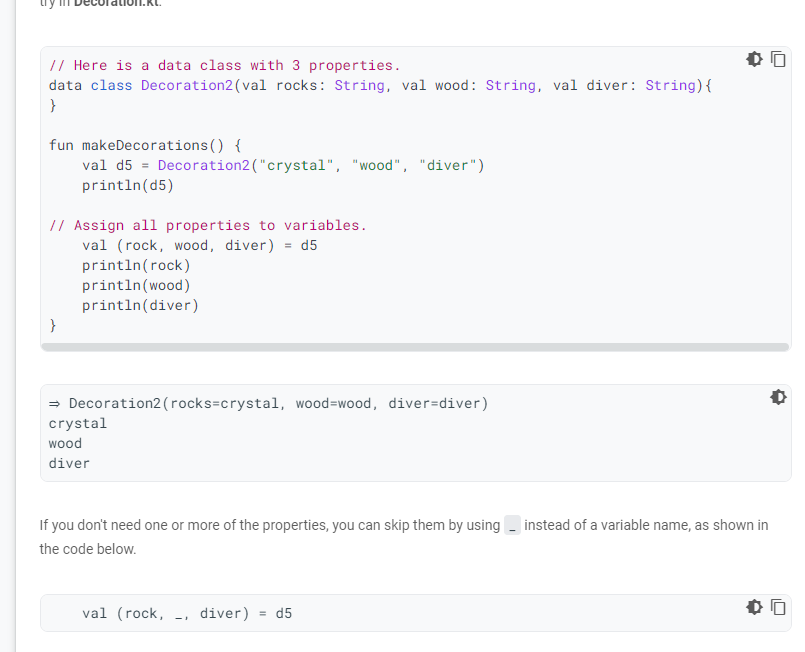 try in Decoration.kt.
// Here is a data class with 3 properties.
data class Decoration2(val rocks: String, val wood: String, val diver: String){
}
fun makeDecorations() {
    val d5 = Decoration2("crystal", "wood", "diver")
    println(d5)
// Assign all properties to variables.
    val (rock, wood, diver) = d5
    println(rock)
    println(wood)
    println(diver)
}
⇒ Decoration2(rocks=crystal, wood=wood, diver=diver)
crystal
wood
diver
If you don't need one or more of the properties, you can skip them by using _ instead of a variable name, as shown in
the code below.
    val (rock, _, diver) = d5